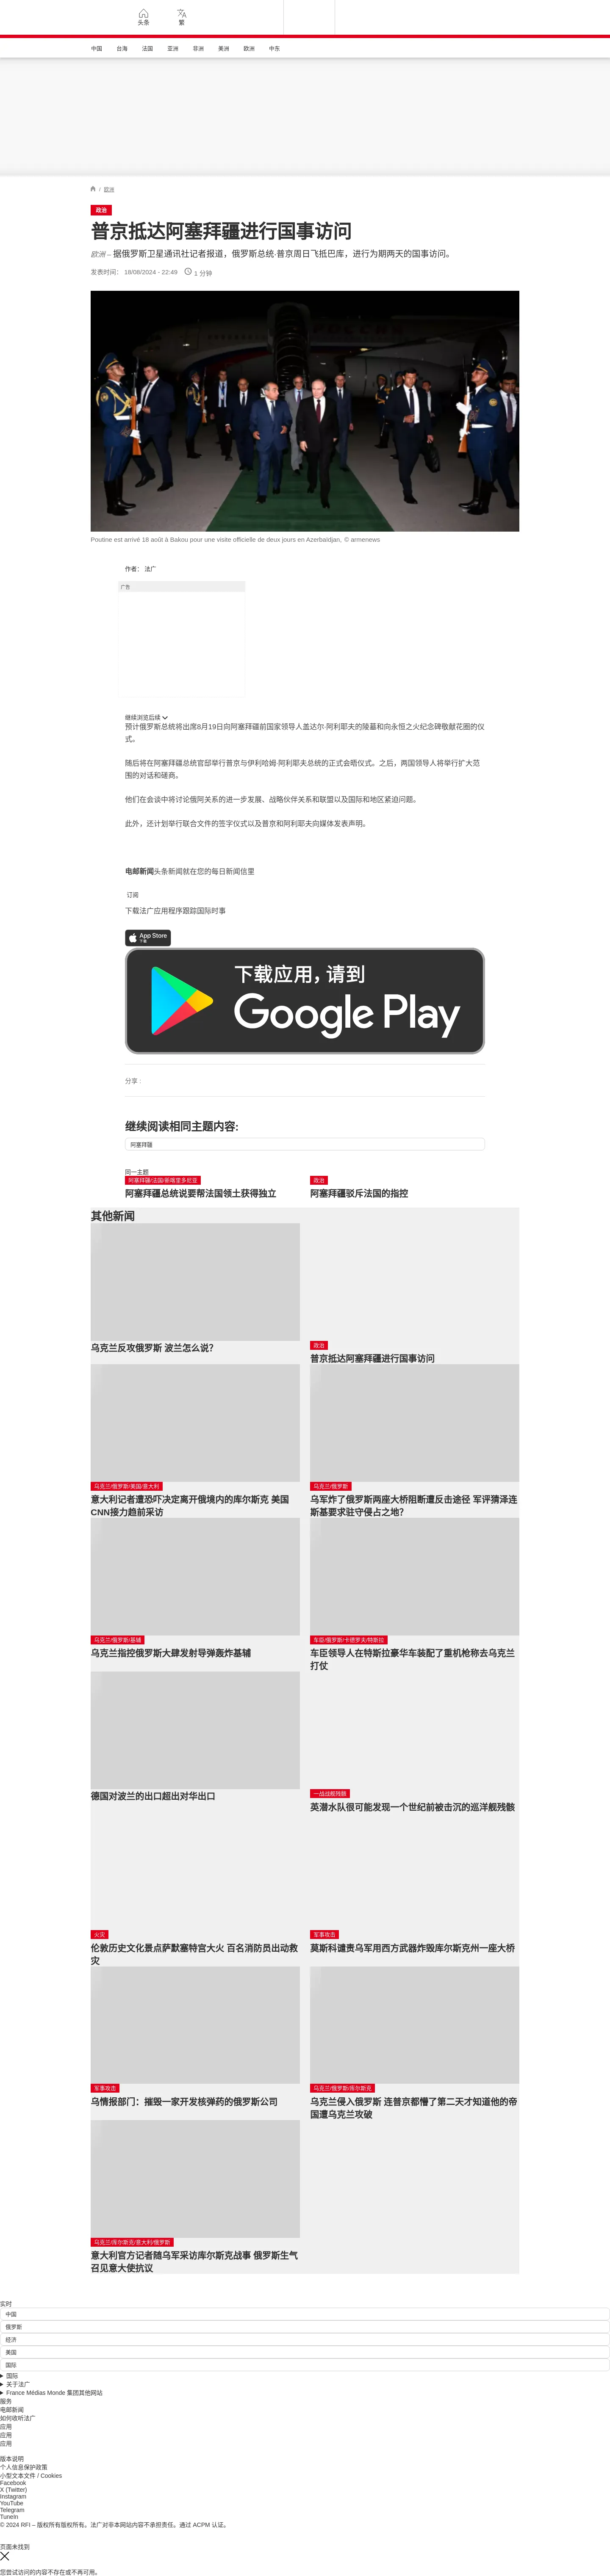 头条
繁
中国 台海 法国 亚洲 非洲 美洲 欧洲 中东
/ 欧洲
政治
普京抵达阿塞拜疆进行国事访问
欧洲 – 据俄罗斯卫星通讯社记者报道，俄罗斯总统·普京周日飞抵巴库，进行为期两天的国事访问。
发表时间： 18/08/2024 - 22:49 1 分钟
Poutine est arrivé 18 août à Bakou pour une visite officielle de deux jours en Azerbaïdjan, © armenews
作者： 法广
广告
继续浏览后续
预计俄罗斯总统将出席8月19日向阿塞拜疆前国家领导人盖达尔·阿利耶夫的陵墓和向永恒之火纪念碑敬献花圈的仪
式。
随后将在阿塞拜疆总统官邸举行普京与伊利哈姆·阿利耶夫总统的正式会晤仪式。之后，两国领导人将举行扩大范
围的对话和磋商。
他们在会谈中将讨论俄阿关系的进一步发展、战略伙伴关系和联盟以及国际和地区紧迫问题。
此外，还计划举行联合文件的签字仪式以及普京和阿利耶夫向媒体发表声明。
电邮新闻头条新闻就在您的每日新闻信里
订阅
下载法广应用程序跟踪国际时事
App Store
下载
下载应用，请到
Google Play
分享 :
继续阅读相同主题内容:
阿塞拜疆
同一主题
阿塞拜疆/法国/新喀里多尼亚
阿塞拜疆总统说要帮法国领土获得独立
政治
阿塞拜疆驳斥法国的指控
其他新闻
乌克兰反攻俄罗斯 波兰怎么说？
政治
普京抵达阿塞拜疆进行国事访问
乌克兰/俄罗斯/美国/意大利
意大利记者遭恐吓决定离开俄境内的库尔斯克 美国
CNN接力趋前采访
乌克兰/俄罗斯
乌军炸了俄罗斯两座大桥阻断遭反击途径 军评猜泽连
斯基要求驻守侵占之地？
乌克兰/俄罗斯/基辅
乌克兰指控俄罗斯大肆发射导弹轰炸基辅
车臣/俄罗斯/卡德罗夫/特斯拉
车臣领导人在特斯拉豪华车装配了重机枪称去乌克兰
打仗
德国对波兰的出口超出对华出口
一战战舰残骸
英潜水队很可能发现一个世纪前被击沉的巡洋舰残骸
火灾
伦敦历史文化景点萨默塞特宫大火 百名消防员出动救
灾
军事攻击
莫斯科谴责乌军用西方武器炸毁库尔斯克州一座大桥
军事攻击
乌情报部门：摧毁一家开发核弹药的俄罗斯公司
乌克兰/俄罗斯/库尔斯克
乌克兰侵入俄罗斯 连普京都懵了第二天才知道他的帝
国遭乌克兰攻破
乌克兰/库尔斯克/意大利/俄罗斯
意大利官方记者随乌军采访库尔斯克战事 俄罗斯生气
召见意大使抗议
实时
中国
俄罗斯
经济
美国
国际
国际
关于法广
France Médias Monde 集团其他网站
服务
电邮新闻
如何收听法广
应用
应用
应用
版本说明
个人信息保护政策
小型文本文件 / Cookies
Facebook
X (Twitter)
Instagram
YouTube
Telegram
TuneIn
© 2024 RFI – 版权所有版权所有。法广对非本网站内容不承担责任。通过 ACPM 认证。
页面未找到
您尝试访问的内容不存在或不再可用。